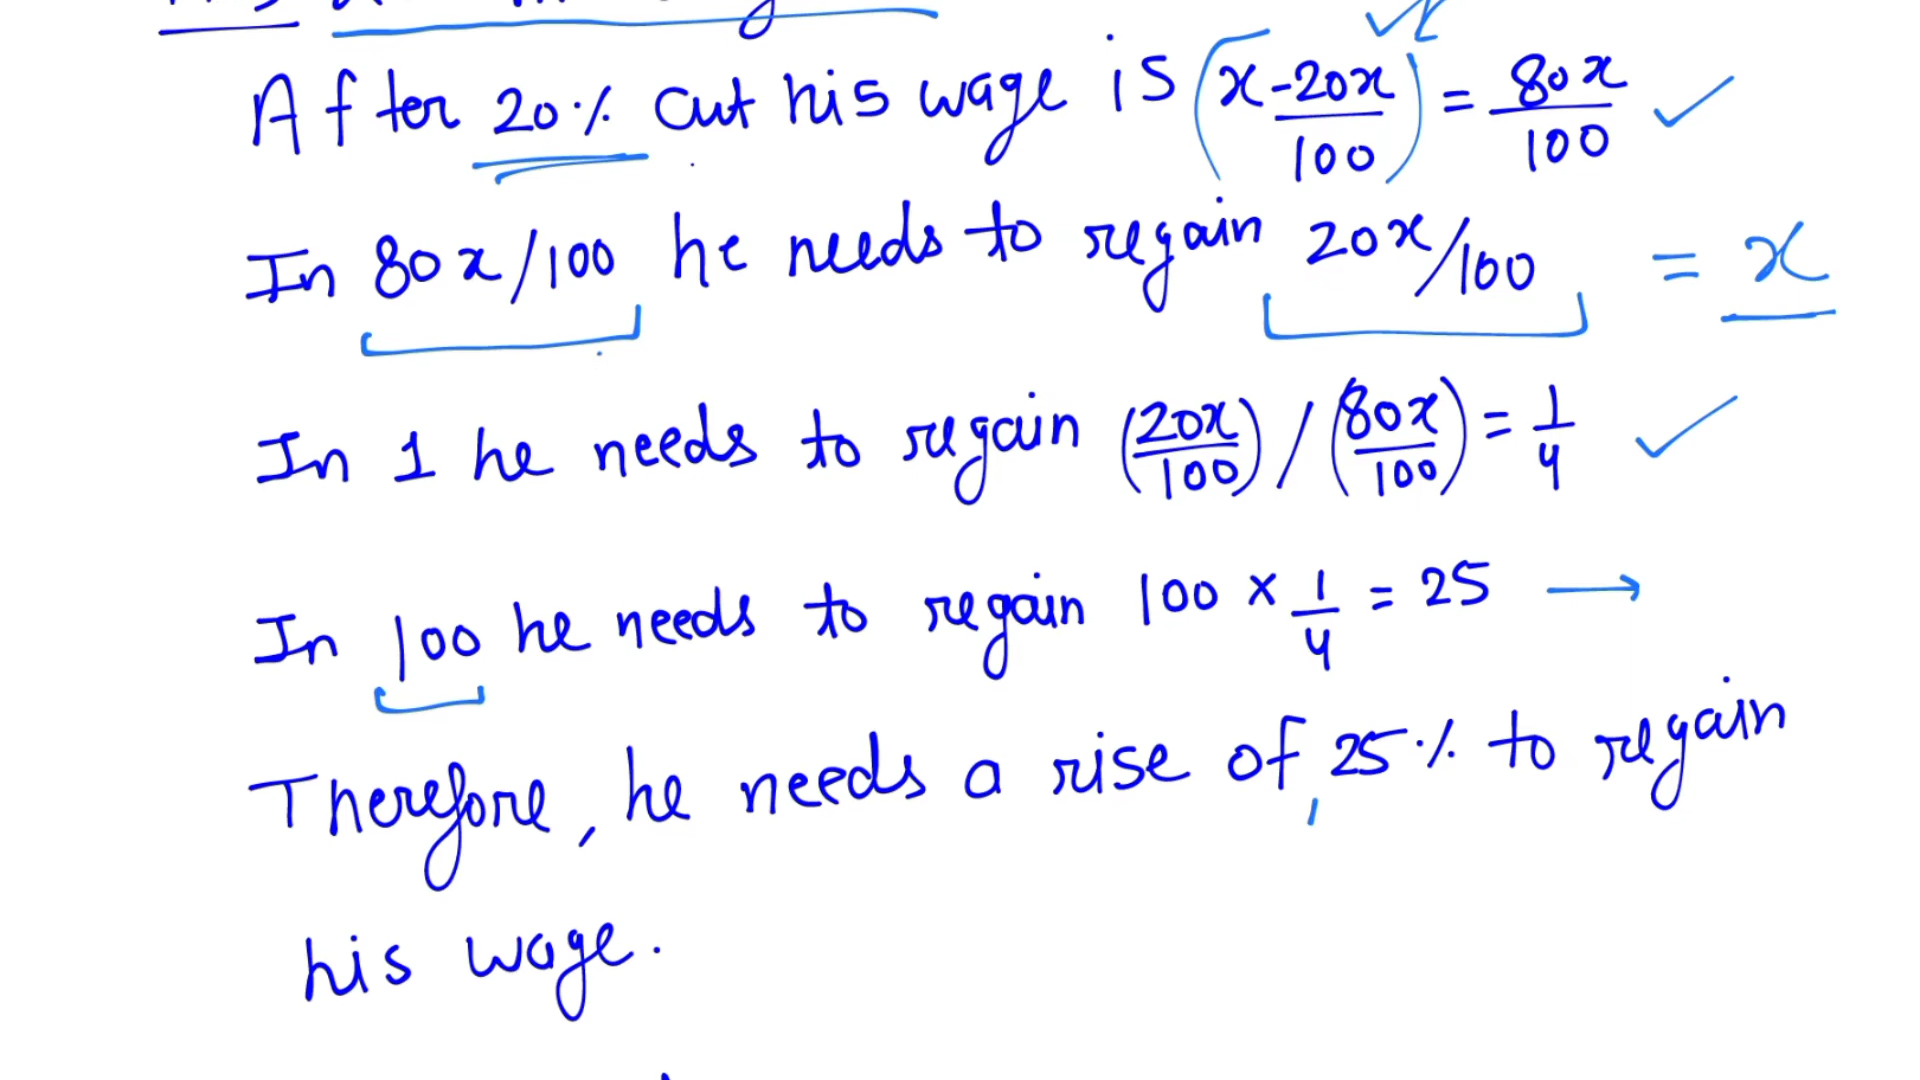 After 20% cut his wage is (x-20x/100) = 80x/100
In 80x/100 he needs to regain 20x/100 = x
In 1 he needs to regain (20x/100) / (80x/100) = 1/4
In 100 he needs to regain 100 × 1/4 = 25 →
Therefore, he needs a rise of 25% to regain
his wage.